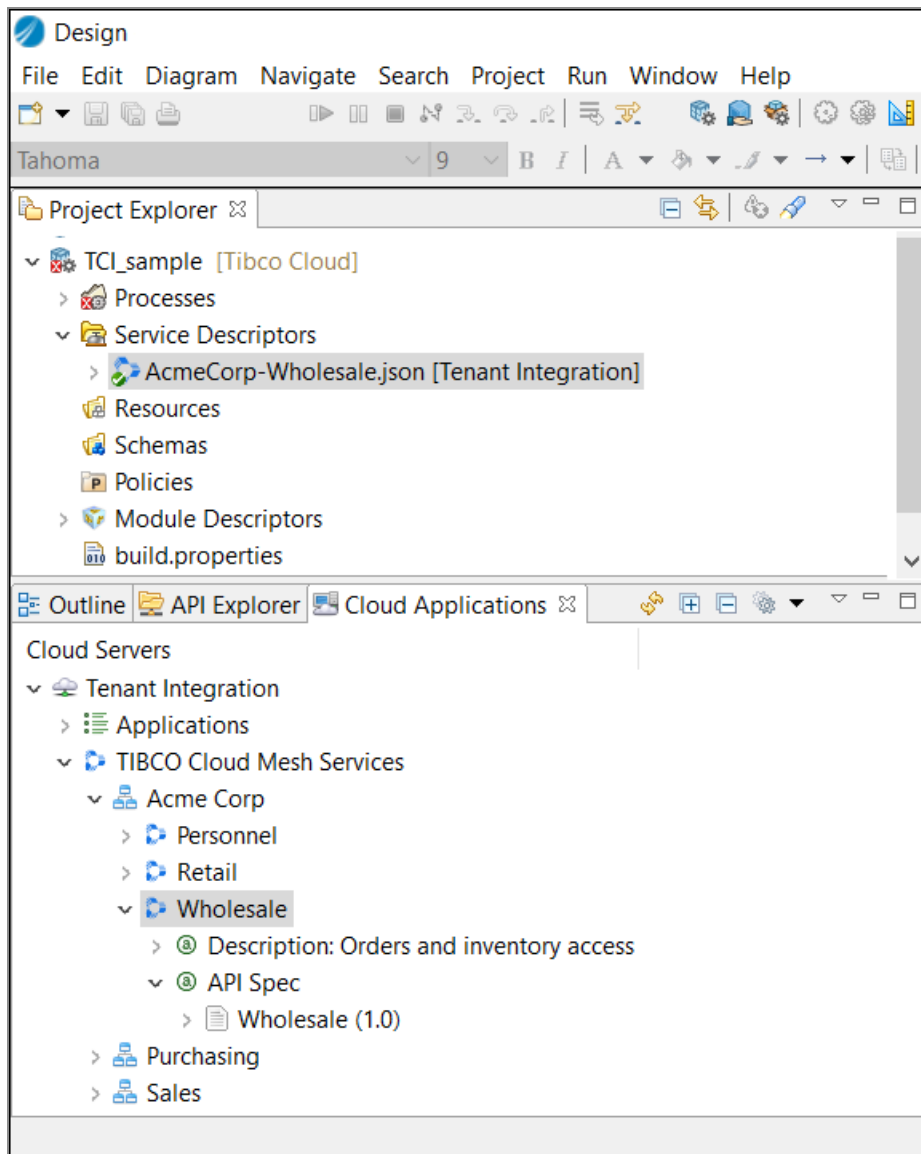 Design
File Edit Diagram Navigate Search Project Run Window Help
Tahoma 9 B I A
Project Explorer
TCI_sample [Tibco Cloud]
Processes
Service Descriptors
AcmeCorp-Wholesale.json [Tenant Integration]
Resources
Schemas
P Policies
Module Descriptors
010 build.properties
Outline API Explorer Cloud Applications
Cloud Servers
Tenant Integration
Applications
TIBCO Cloud Mesh Services
Acme Corp
Personnel
Retail
Wholesale
a Description: Orders and inventory access
a API Spec
Wholesale (1.0)
Purchasing
Sales